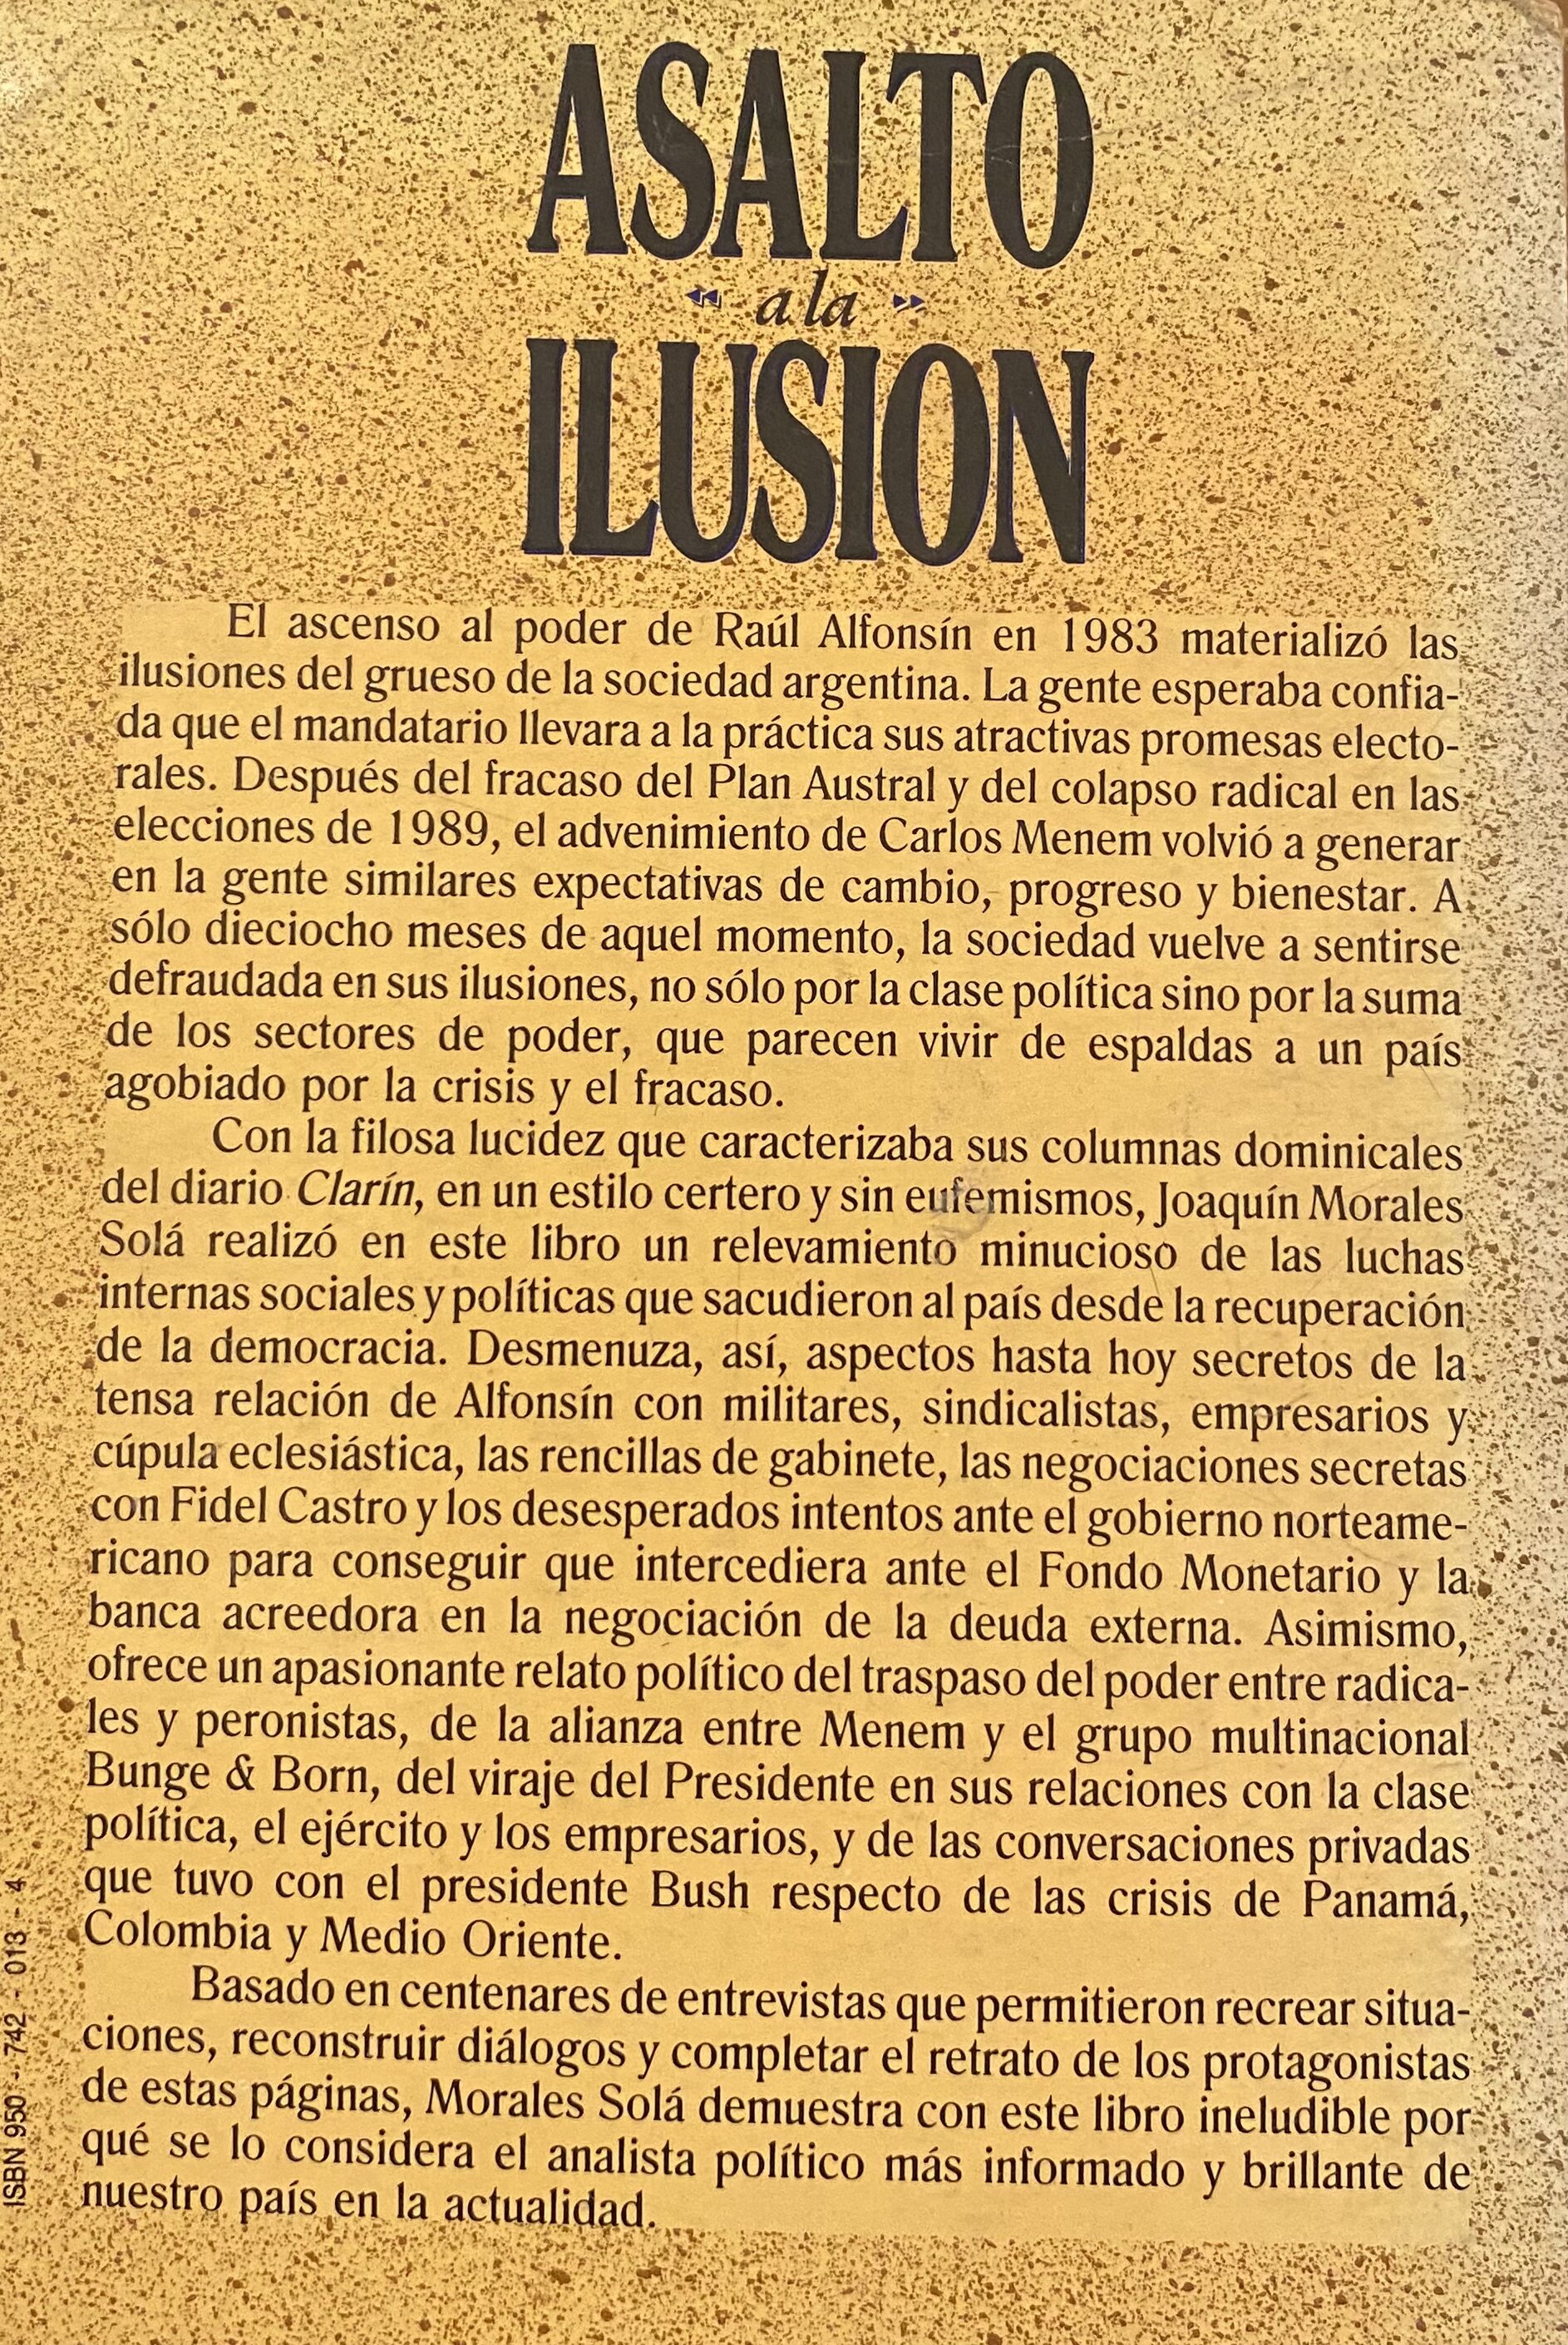 ASALTO
a la
ILUSION
El ascenso al poder de Raúl Alfonsín en 1983 materializó las
ilusiones del grueso de la sociedad argentina. La gente esperaba confia-
da que el mandatario llevara a la práctica sus atractivas promesas electo-
rales. Después del fracaso del Plan Austral y del colapso radical en las
elecciones de 1989, el advenimiento de Carlos Menem volvió a generar
en la gente similares expectativas de cambio, progreso y bienestar. A
sólo dieciocho meses de aquel momento, la sociedad vuelve a sentirse
defraudada en sus ilusiones, no sólo por la clase política sino por la suma
de los sectores de poder, que parecen vivir de espaldas a un país
agobiado por la crisis y el fracaso.
Con la filosa lucidez que caracterizaba sus columnas dominicales
del diario Clarín, en un estilo certero y sin eufemismos, Joaquín Morales
Solá realizó en este libro un relevamiento minucioso de las luchas
internas sociales y políticas que sacudieron al país desde la recuperación
de la democracia. Desmenuza, así, aspectos hasta hoy secretos de la
tensa relación de Alfonsín con militares, sindicalistas, empresarios y
cúpula eclesiástica, las rencillas de gabinete, las negociaciones secretas
con Fidel Castro y los desesperados intentos ante el gobierno norteame-
ricano para conseguir que intercediera ante el Fondo Monetario y la
banca acreedora en la negociación de la deuda externa. Asimismo,
ofrece un apasionante relato político del traspaso del poder entre radica-
les y peronistas, de la alianza entre Menem y el grupo multinacional
Bunge & Born, del viraje del Presidente en sus relaciones con la clase
política, el ejército y los empresarios, y de las conversaciones privadas
que tuvo con el presidente Bush respecto de las crisis de Panamá,
Colombia y Medio Oriente.
Basado en centenares de entrevistas que permitieron recrear situa-
ciones, reconstruir diálogos y completar el retrato de los protagonistas
de estas páginas, Morales Solá demuestra con este libro ineludible por
qué se lo considera el analista político más informado y brillante de
nuestro país en la actualidad.
ISBN 950 - 742 - 013 - 4